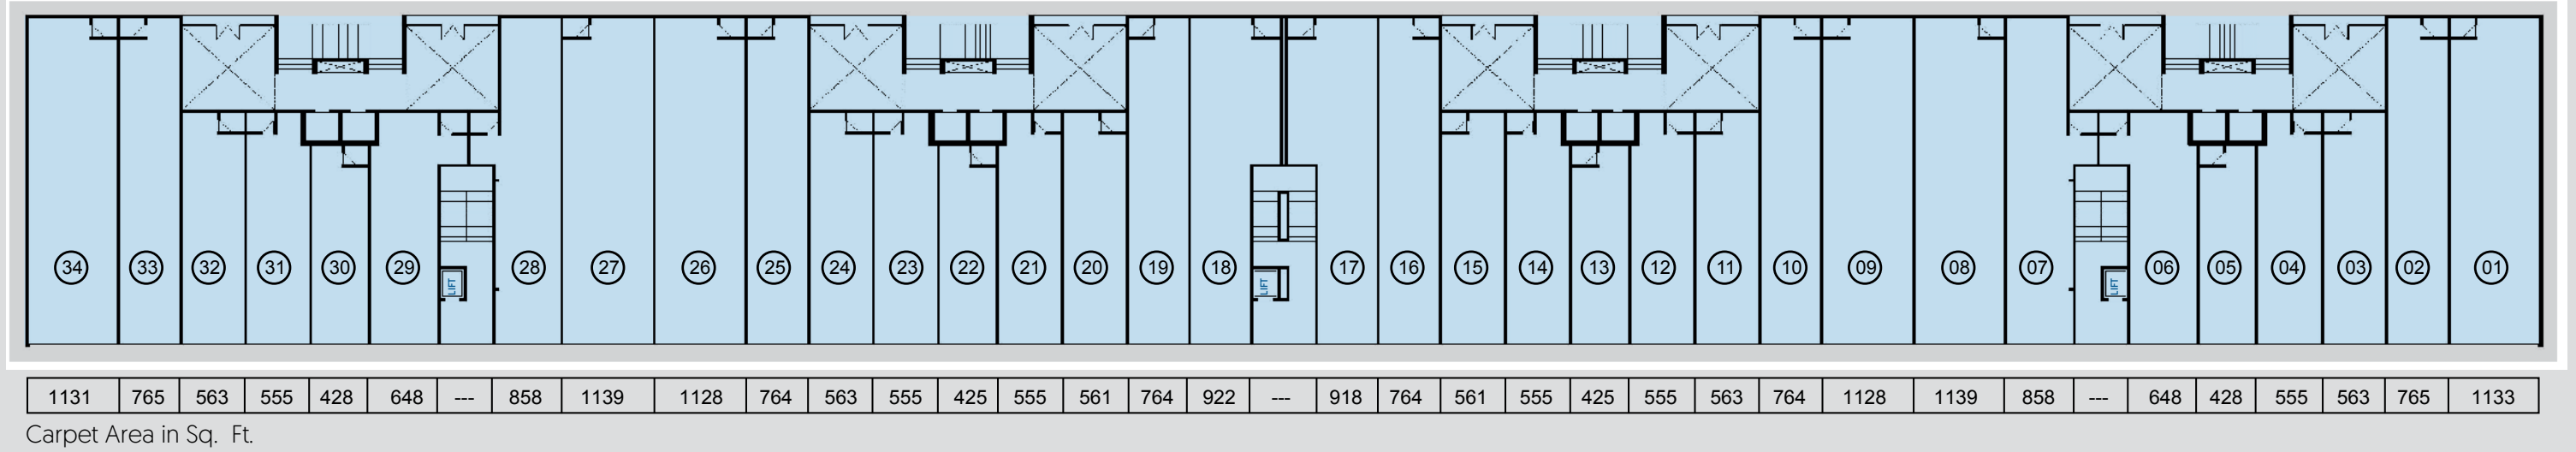 34 33 32 31 30 29 LIFT 28 27 26 25 24 23 22 21 20 19 18 LIFT 17 16 15 14 13 12 11 10 09 08 07 LIFT 06 05 04 03 02 01
1131 765 563 555 428 648 --- 858 1139 1128 764 563 555 425 555 561 764 922 --- 918 764 561 555 425 555 563 764 1128 1139 858 --- 648 428 555 563 765 1133
Carpet Area in Sq. Ft.